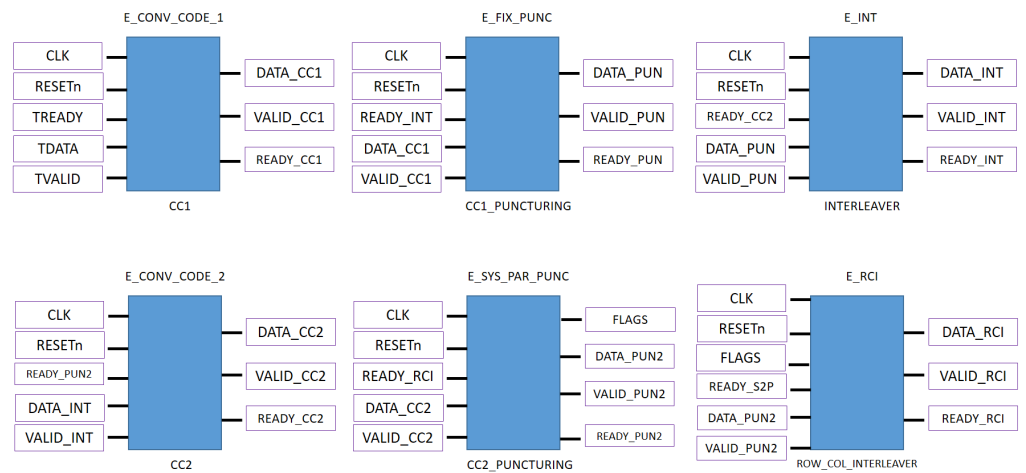 E_CONV_CODE_1
CLK
RESETn
TREADY
TDATA
TVALID
DATA_CC1
VALID_CC1
READY_CC1
CC1
E_FIX_PUNC
CLK
RESETn
READY_INT
DATA_CC1
VALID_CC1
DATA_PUN
VALID_PUN
READY_PUN
CC1_PUNCTURING
E_INT
CLK
RESETn
READY_CC2
DATA_PUN
VALID_PUN
DATA_INT
VALID_INT
READY_INT
INTERLEAVER
E_CONV_CODE_2
CLK
RESETn
READY_PUN2
DATA_INT
VALID_INT
DATA_CC2
VALID_CC2
READY_CC2
CC2
E_SYS_PAR_PUNC
CLK
RESETn
READY_RCI
DATA_CC2
VALID_CC2
FLAGS
DATA_PUN2
VALID_PUN2
READY_PUN2
CC2_PUNCTURING
E_RCI
CLK
RESETn
FLAGS
READY_S2P
DATA_PUN2
VALID_PUN2
DATA_RCI
VALID_RCI
READY_RCI
ROW_COL_INTERLEAVER